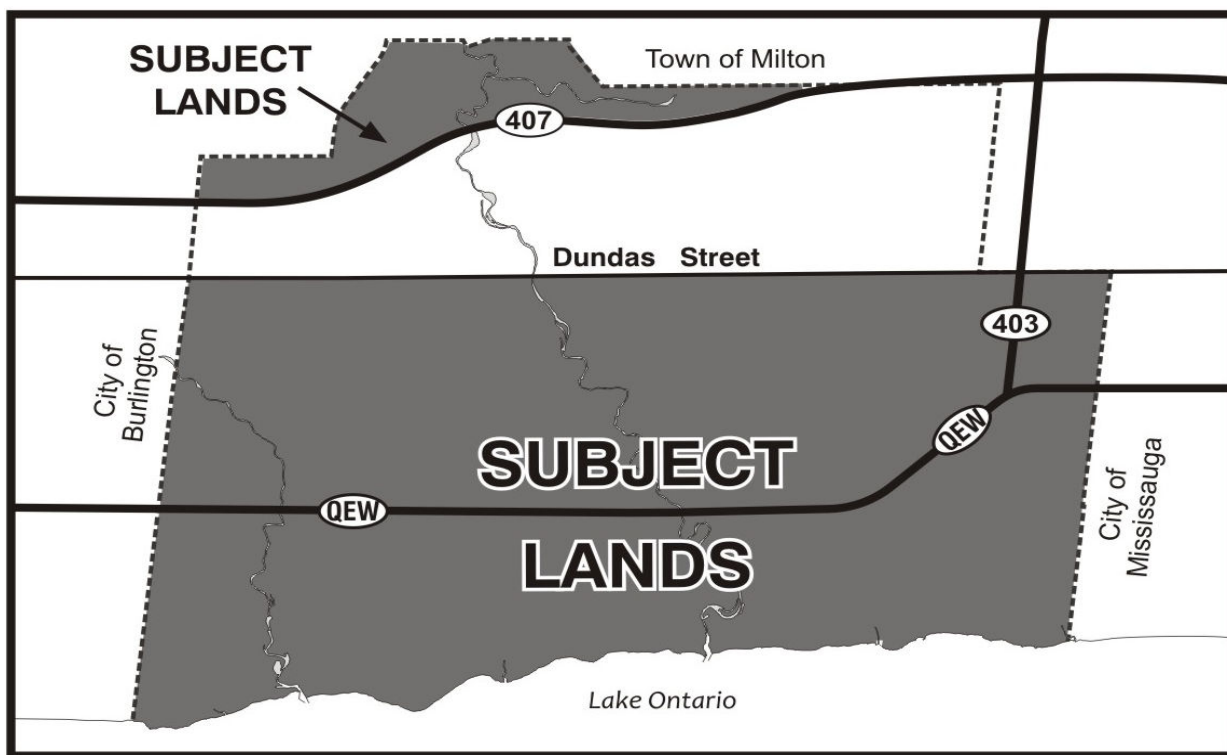 SUBJECT
LANDS
Town of Milton
407
Dundas Street
403
City of
Burlington
QEW
SUBJECT
QEW
LANDS
City of
Mississauga
Lake Ontario